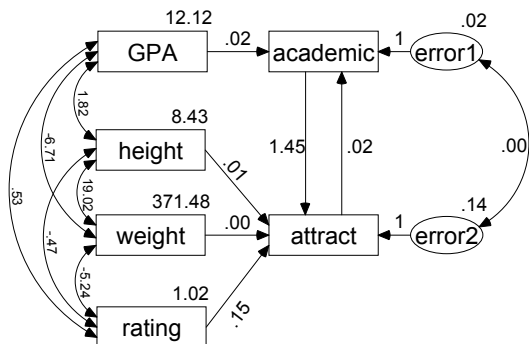 12.12
.02
GPA
.02
academic
1
error1
1.82
8.43
-6.71
height
1.45
.02
.00
.53
.01
19.02
371.48
.14
-.47
weight
.00
attract
1
error2
-5.24
1.02
.15
rating